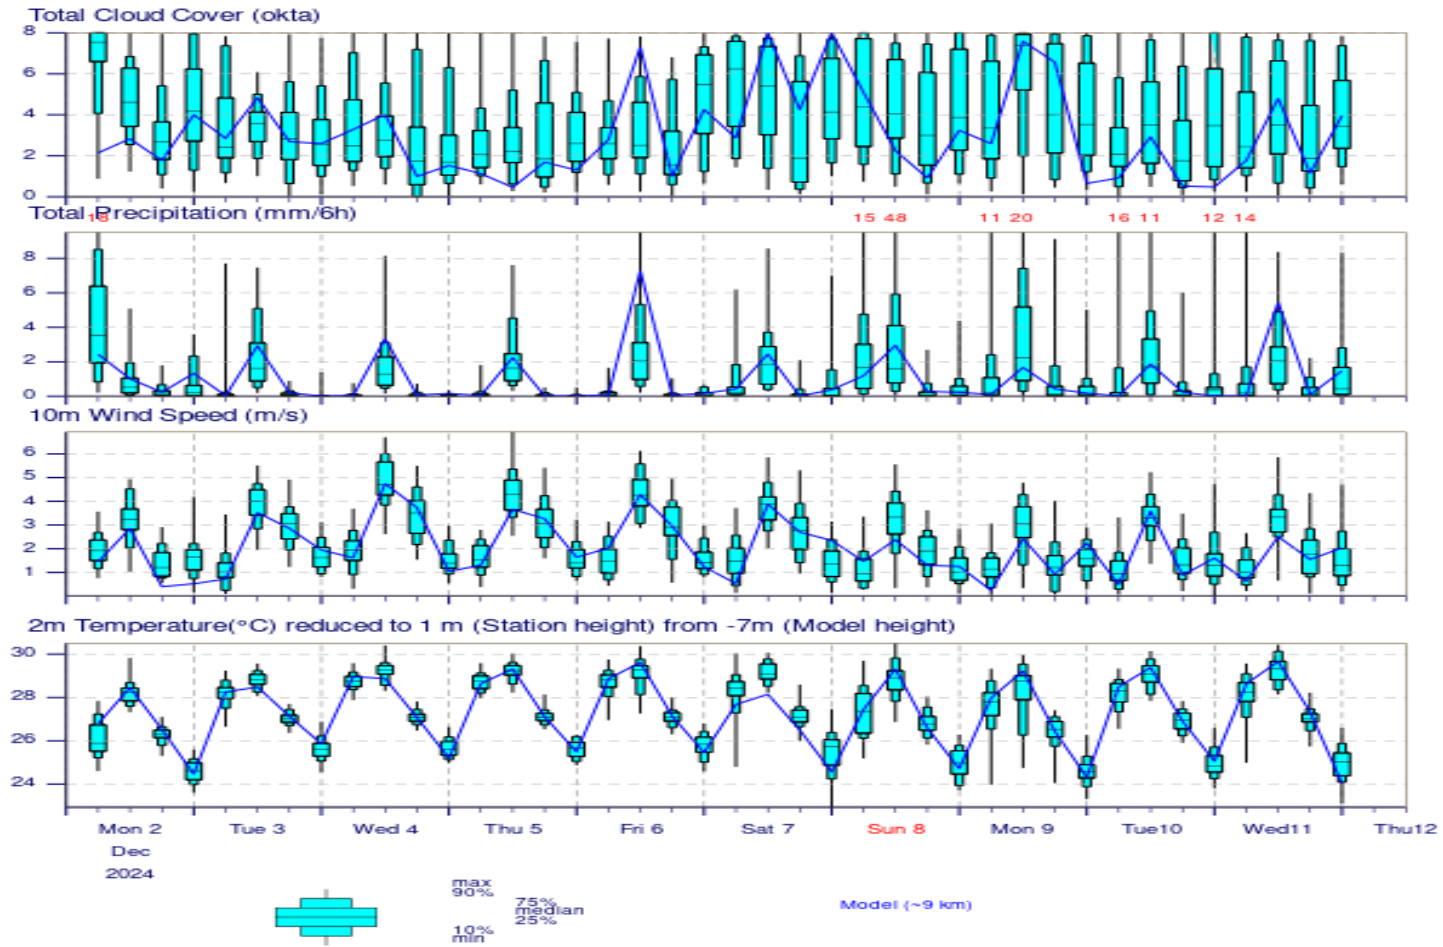 Total Cloud Cover (okta)
8
6
4
2
0
Total Precipitation (mm/6h)
18 15 48 11 20 16 11 12 14
8
6
4
2
0
10m Wind Speed (m/s)
6
5
4
3
2
1
2m Temperature(°C) reduced to 1 m (Station height) from -7m (Model height)
30
28
26
24
Mon 2 Tue 3 Wed 4 Thu 5 Fri 6 Sat 7 Sun 8 Mon 9 Tue10 Wed11 Thu12
Dec
2024
max
90%
75%
median
25%
10%
min
Model (~9 km)